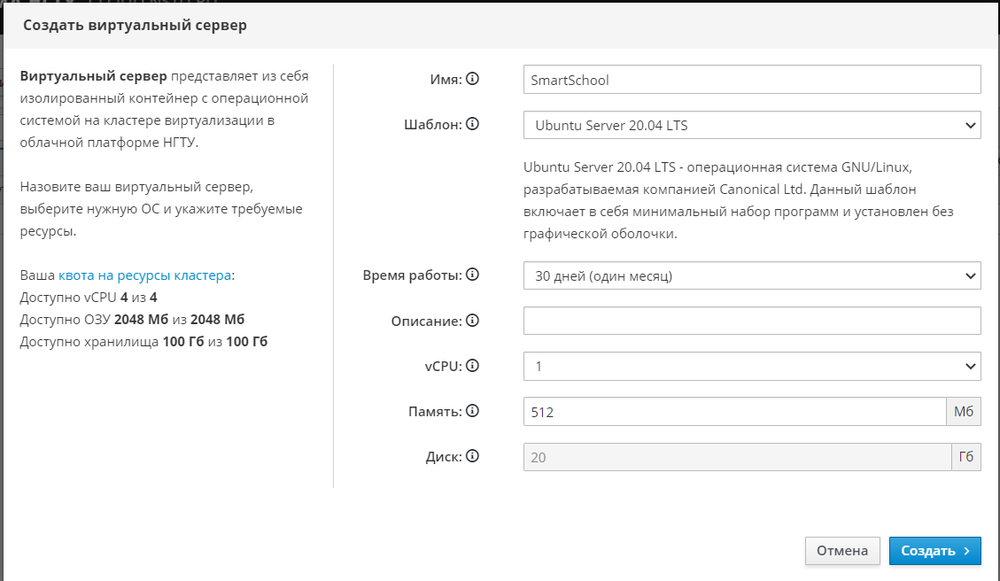 Создать виртуальный сервер
Виртуальный сервер представляет из себя
изолированный контейнер с операционной
системой на кластере виртуализации в
облачной платформе НГТУ.
Назовите ваш виртуальный сервер,
выберите нужную ОС и укажите требуемые
ресурсы.
Ваша квота на ресурсы кластера:
Доступно vCPU 4 из 4
Доступно ОЗУ 2048 Мб из 2048 Мб
Доступно хранилища 100 Гб из 100 Гб
Имя: SmartSchool
Шаблон: Ubuntu Server 20.04 LTS
Ubuntu Server 20.04 LTS - операционная система GNU/Linux,
разрабатываемая компанией Canonical Ltd. Данный шаблон
включает в себя минимальный набор программ и установлен без
графической оболочки.
Время работы: 30 дней (один месяц)
Описание:
vCPU: 1
Память: 512 Мб
Диск: 20 Гб
Отмена Создать